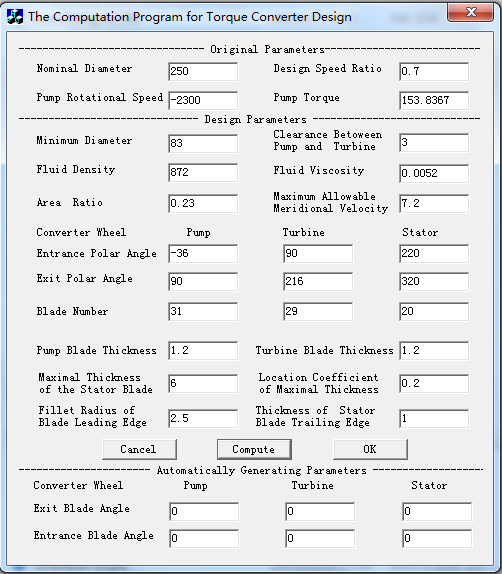 The Computation Program for Torque Converter Design
Original Parameters
Nominal Diameter 250 Design Speed Ratio 0.7
Pump Rotational Speed -2300 Pump Torque 153.8367
Design Parameters
Minimum Diameter 83 Clearance Betoween Pump and Turbine 3
Fluid Density 872 Fluid Viscosity 0.0052
Area Ratio 0.23 Maximum Allowable Meridional Velocity 7.2
Converter Wheel Pump Turbine Stator
Entrance Polar Angle -36 90 220
Exit Polar Angle 90 216 320
Blade Number 31 29 20
Pump Blade Thickness 1.2 Turbine Blade Thickness 1.2
Maximal Thickness of the Stator Blade 6 Location Coefficient of Maximal Thickness 0.2
Fillet Radius of Blade Leading Edge 2.5 Thickness of Stator Blade Trailing Edge 1
Cancel Compute OK
Automatically Generating Parameters
Converter Wheel Pump Turbine Stator
Exit Blade Angle 0 0 0
Entrance Blade Angle 0 0 0